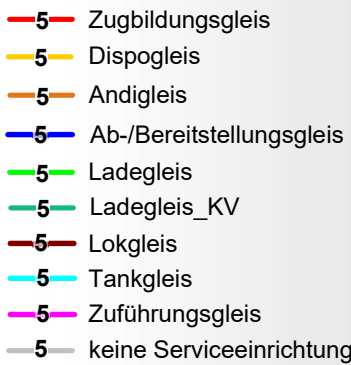 5 Zugbildungsgleis
5 Dispogleis
5 Andigleis
5 Ab-/Bereitstellungsgleis
5 Ladegleis
5 Ladegleis_KV
5 Lokgleis
5 Tankgleis
5 Zuführungsgleis
5 keine Serviceeinrichtung